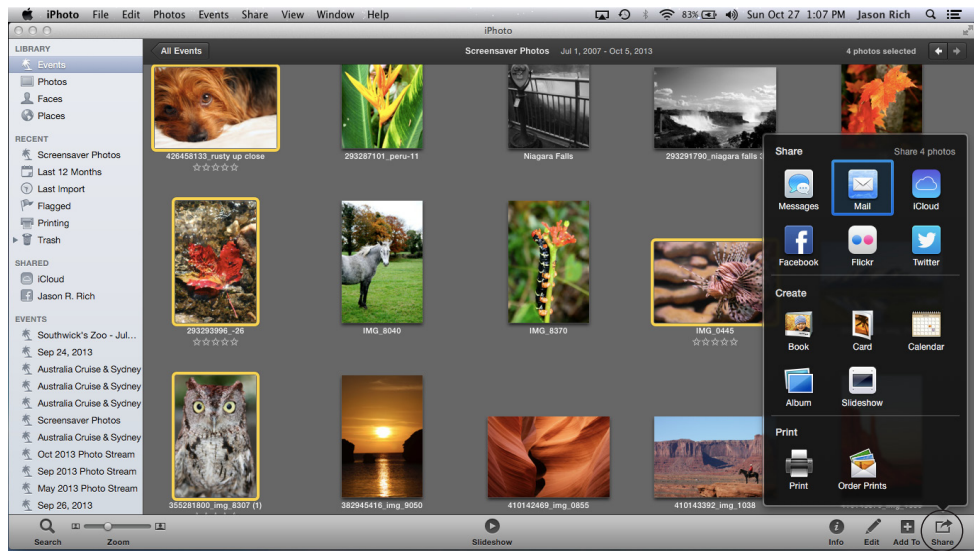 iPhoto File Edit Photos Events Share View Window Help 83% Sun Oct 27 1:07 PM Jason Rich
iPhoto
LIBRARY
Events
Photos
Faces
Places
RECENT
Screensaver Photos
Last 12 Months
Last Import
Flagged
Printing
Trash
SHARED
iCloud
Jason R. Rich
EVENTS
Southwick's Zoo - Jul...
Sep 24, 2013
Australia Cruise & Sydney
Australia Cruise & Sydney
Australia Cruise & Sydney
Screensaver Photos
Australia Cruise & Sydney
Oct 2013 Photo Stream
Sep 2013 Photo Stream
May 2013 Photo Stream
Sep 26, 2013
All Events Screensaver Photos Jul 1, 2007 - Oct 5, 2013 4 photos selected
426458133_rusty up close 293287101_peru-11 Niagara Falls 293291790_niagara falls 3
293293996_-26 IMG_8040 IMG_8370 IMG_0445
355281800_img_8307 (1) 382945416_img_9050 410142469_img_0855 410143392_img_1038
Share Share 4 photos
Messages Mail iCloud
Facebook Flickr Twitter
Create
Book Card Calendar
Album Slideshow
Print
Print Order Prints
Search Zoom Slideshow Info Edit Add To Share